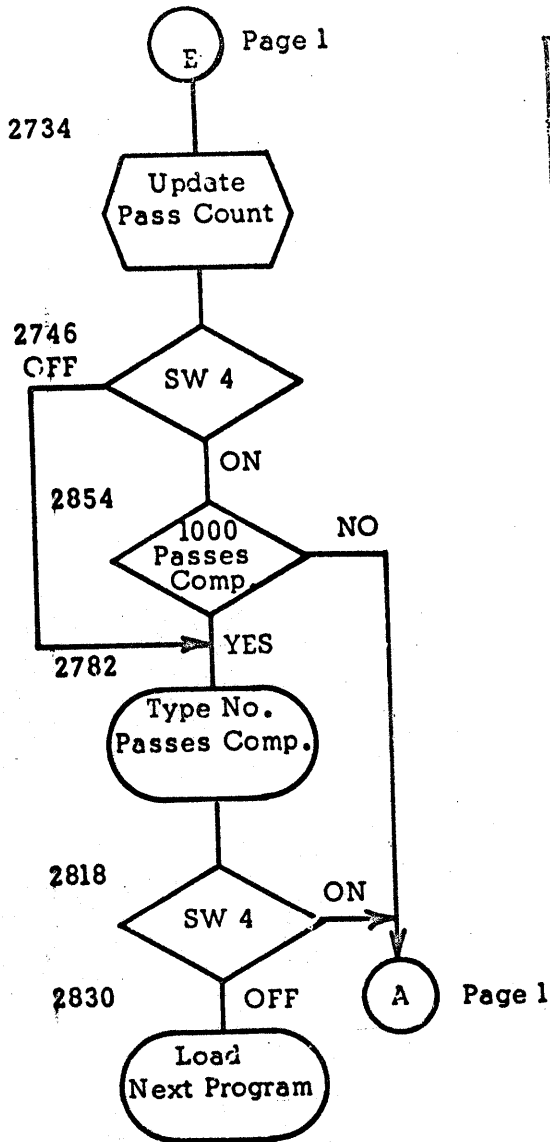 E
Page 1
2734
Update
Pass Count
2746
OFF
SW 4
ON
2854
1000
Passes
Comp.
NO
YES
2782
Type No.
Passes Comp.
2818
SW 4
ON
2830
OFF
A
Page 1
Load
Next Program